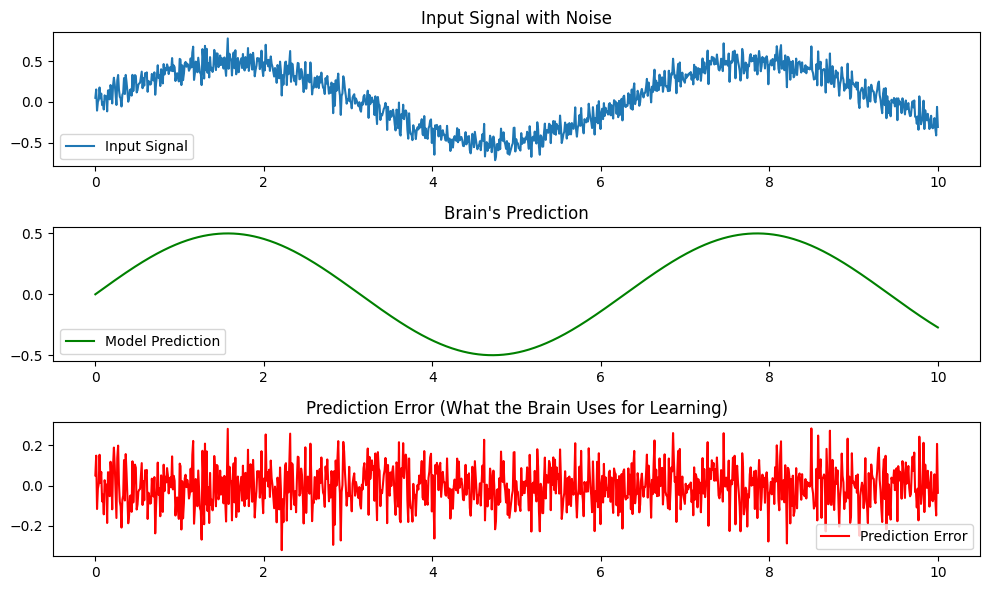 Input Signal with Noise
0.5
0.0
−0.5
Input Signal
0 2 4 6 8 10
Brain's Prediction
0.5
0.0
−0.5
Model Prediction
0 2 4 6 8 10
Prediction Error (What the Brain Uses for Learning)
0.2
0.0
−0.2
Prediction Error
0 2 4 6 8 10